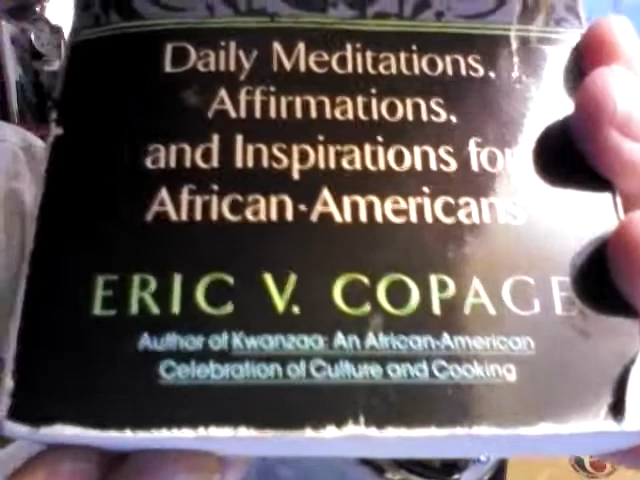 Daily Meditations,
Affirmations,
and Inspirations for
African-Americans
ERIC V. COPAGE
Author of Kwanzaa: An African-American
Celebration of Culture and Cooking